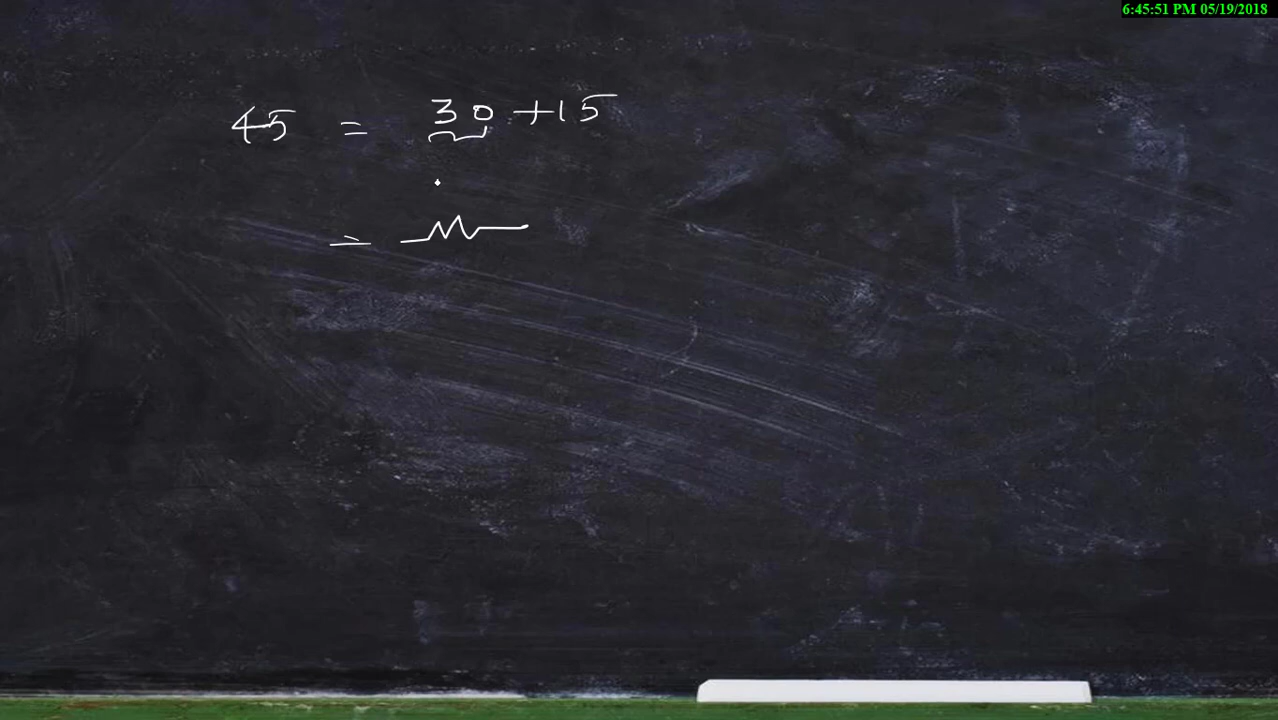 6:45:51 PM 05/19/2018
45 = 30 + 15
=